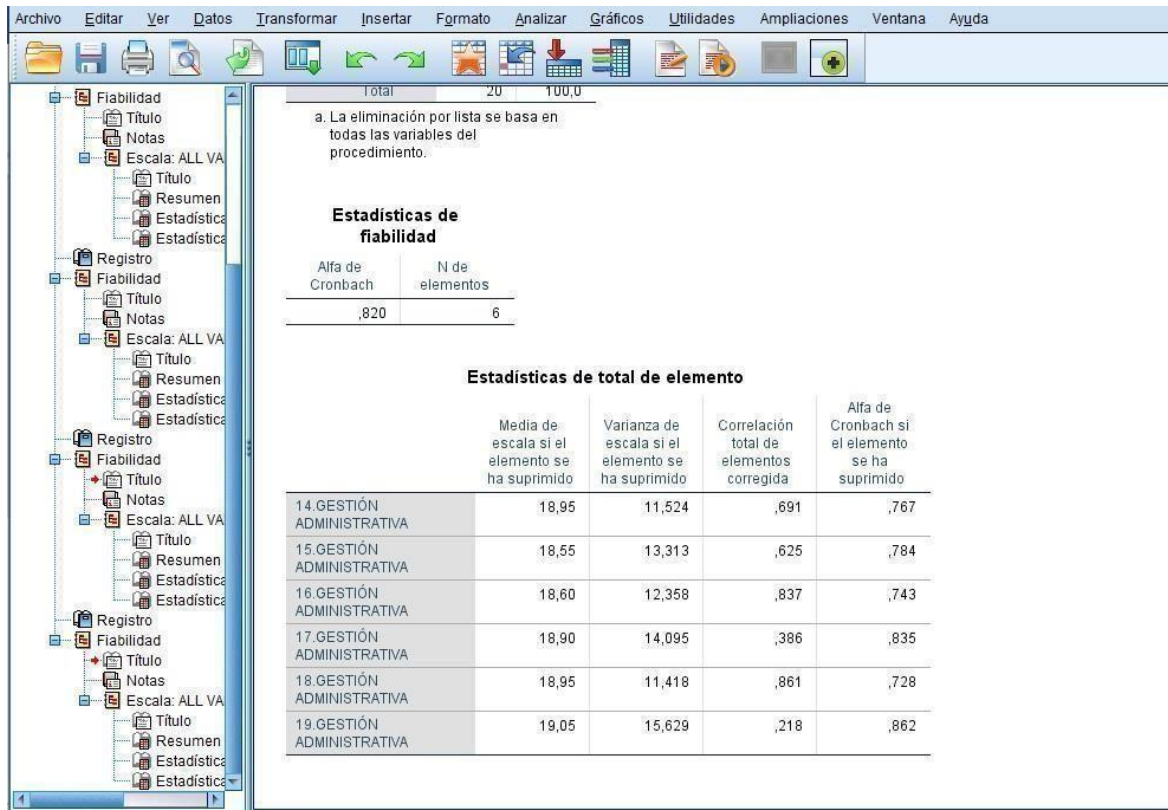 Archivo Editar Ver Datos Transformar Insertar Formato Analizar Gráficos Utilidades Ampliaciones Ventana Ayuda
Fiabilidad
Título
Notas
Escala: ALL VA
Título
Resumen
Estadística
Estadística
Registro
Fiabilidad
Título
Notas
Escala: ALL VA
Título
Resumen
Estadística
Estadística
Registro
Fiabilidad
Título
Notas
Escala: ALL VA
Título
Resumen
Estadística
Estadística
Registro
Fiabilidad
Título
Notas
Escala: ALL VA
Título
Resumen
Estadística
Estadística
Total 20 100,0
a. La eliminación por lista se basa en
todas las variables del
procedimiento.
Estadísticas de
fiabilidad
Alfa de
Cronbach
N de
elementos
,820 6
Estadísticas de total de elemento
Media de
escala si el
elemento se
ha suprimido
Varianza de
escala si el
elemento se
ha suprimido
Correlación
total de
elementos
corregida
Alfa de
Cronbach si
el elemento
se ha
suprimido
14.GESTIÓN
ADMINISTRATIVA
18,95 11,524 ,691 ,767
15.GESTIÓN
ADMINISTRATIVA
18,55 13,313 ,625 ,784
16.GESTIÓN
ADMINISTRATIVA
18,60 12,358 ,837 ,743
17.GESTIÓN
ADMINISTRATIVA
18,90 14,095 ,386 ,835
18.GESTIÓN
ADMINISTRATIVA
18,95 11,418 ,861 ,728
19.GESTIÓN
ADMINISTRATIVA
19,05 15,629 ,218 ,862